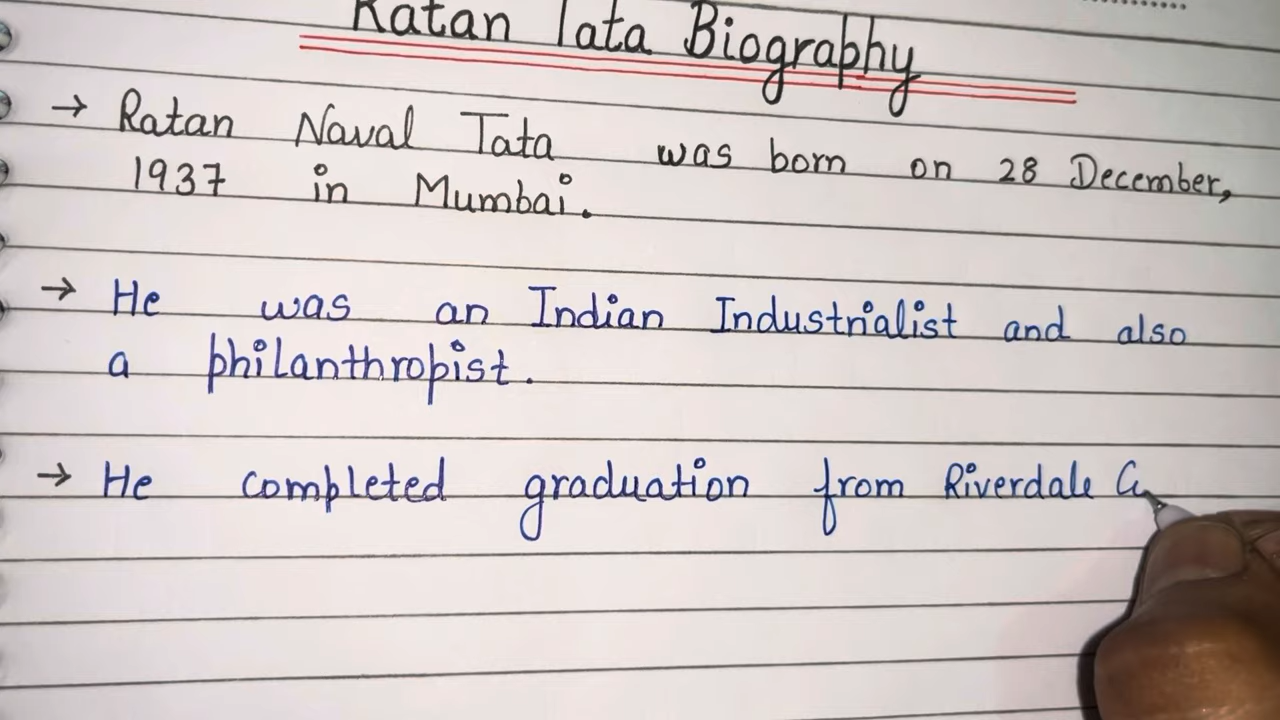 Ratan Tata Biography
→ Ratan Naval Tata was born on 28 December,
1937 in Mumbai.
→ He was an Indian Industrialist and also
a philanthropist.
→ He completed graduation from Riverdale